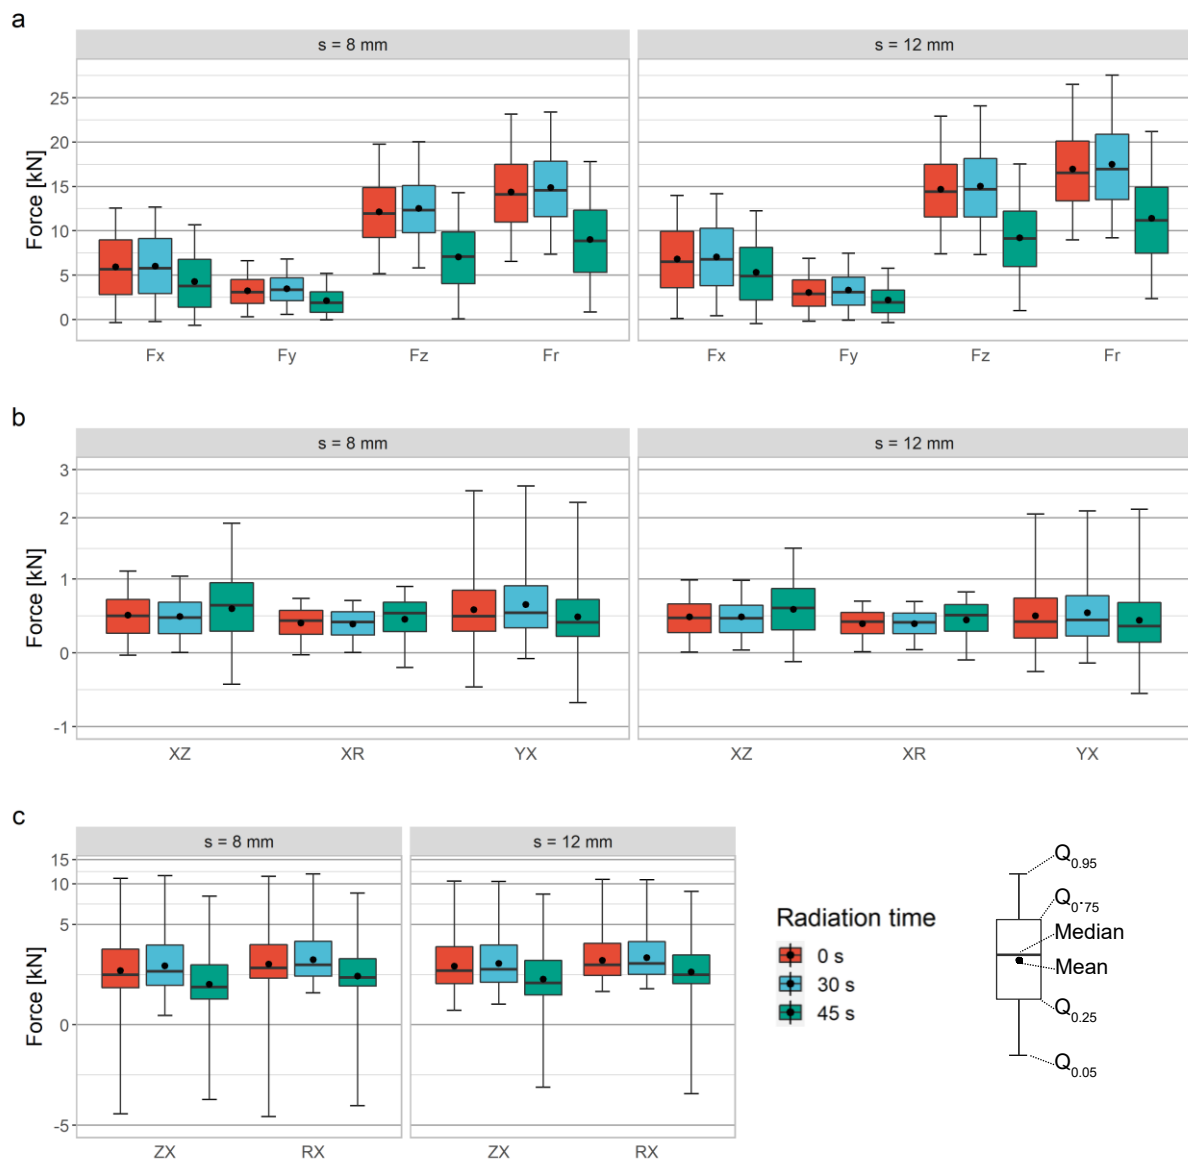 a
s = 8 mm
s = 12 mm
Force [kN]
25
20
15
10
5
0
Fx
Fy
Fz
Fr
Fx
Fy
Fz
Fr
b
s = 8 mm
s = 12 mm
Force [kN]
3
2
1
0
-1
XZ
XR
YX
XZ
XR
YX
c
s = 8 mm
s = 12 mm
Force [kN]
15
10
5
0
-5
ZX
RX
ZX
RX
Radiation time
0 s
30 s
45 s
Q0.95
Q0.75
Median
Mean
Q0.25
Q0.05